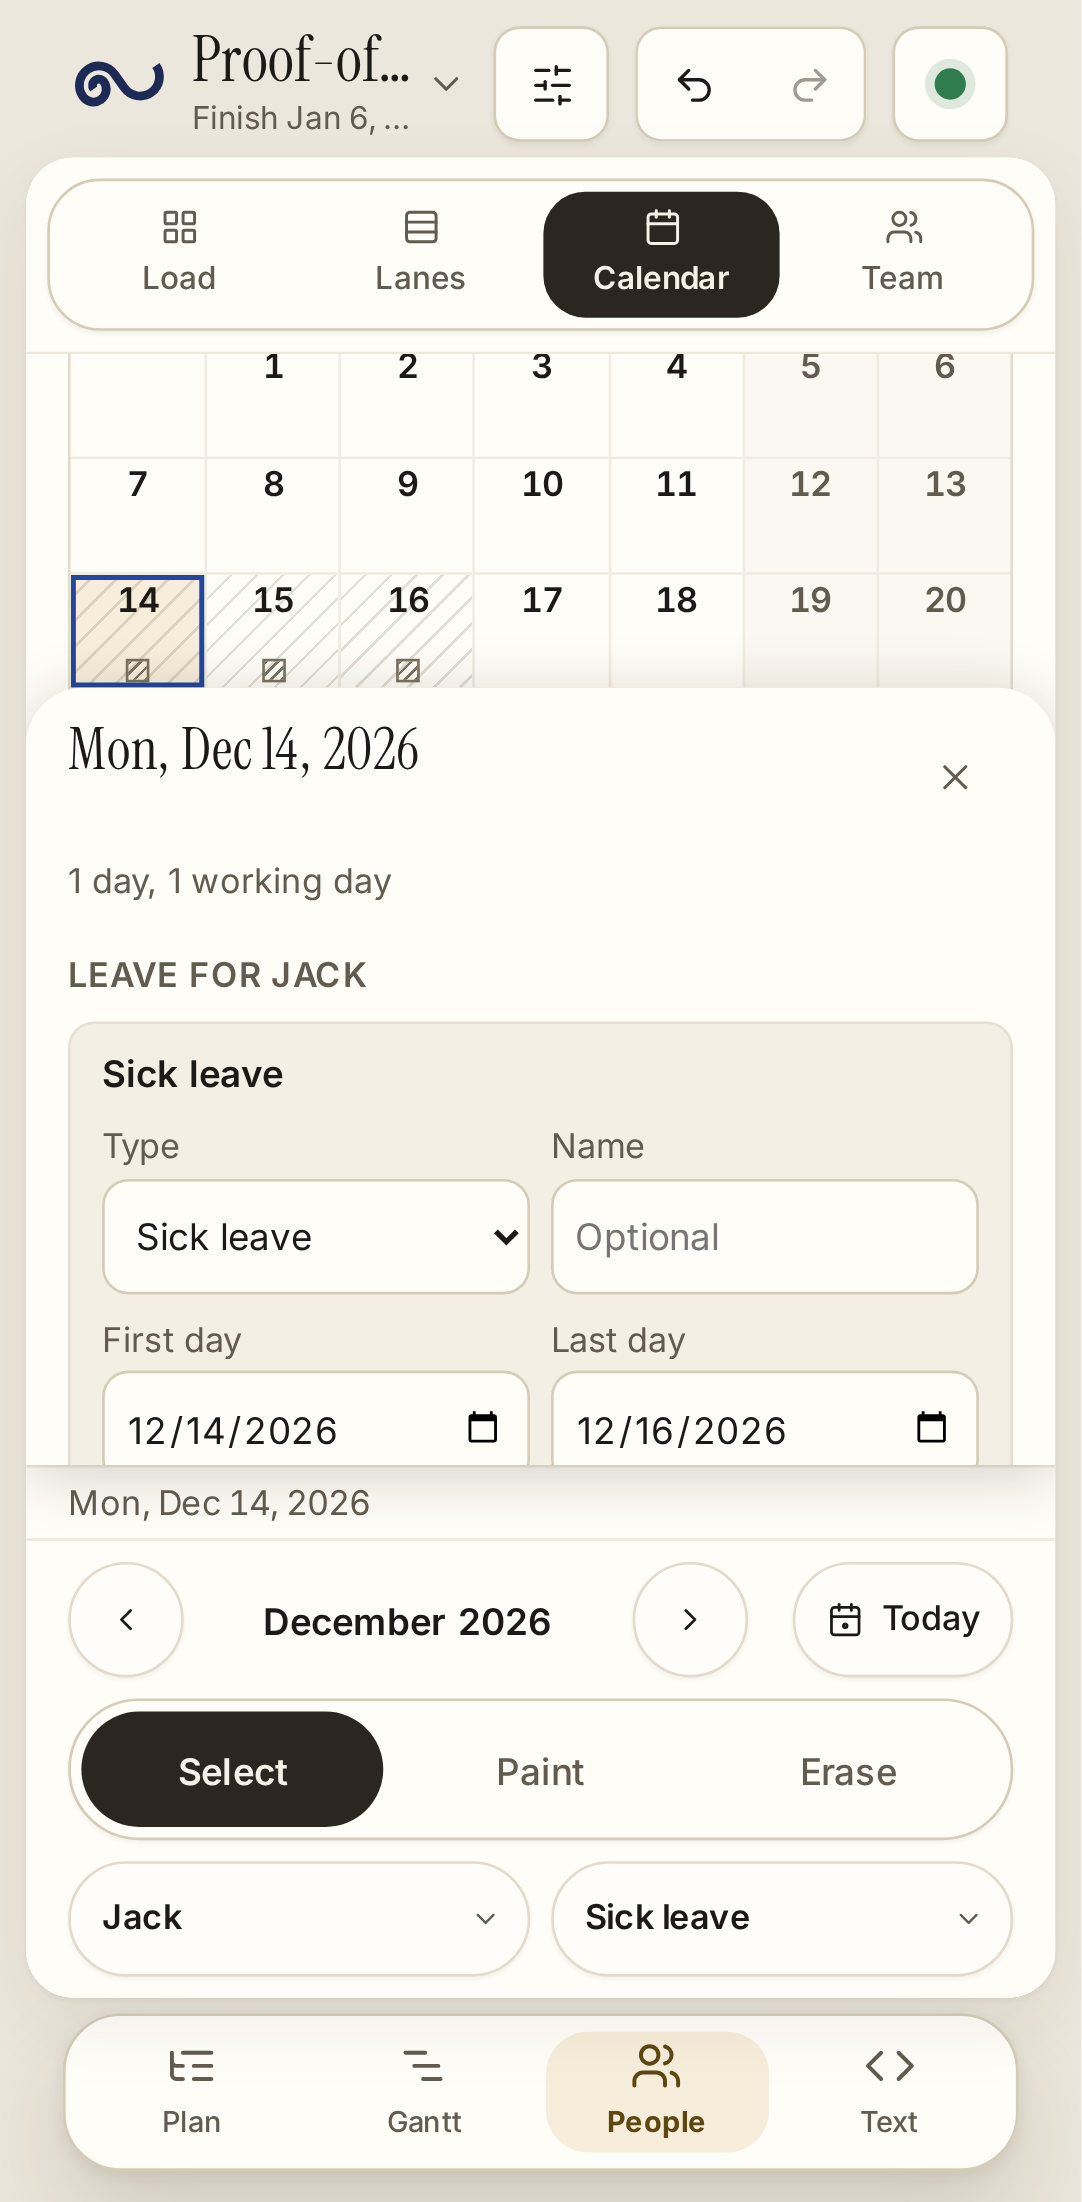 Proof-of...
Finish Jan 6, ...
Load Lanes Calendar Team
1 2 3 4 5 6
7 8 9 10 11 12 13
14 15 16 17 18 19 20
Mon, Dec 14, 2026
1 day, 1 working day
LEAVE FOR JACK
Sick leave
Type Name
Sick leave Optional
First day Last day
12/14/2026 12/16/2026
Mon, Dec 14, 2026
December 2026 Today
Select Paint Erase
Jack Sick leave
Plan Gantt People Text